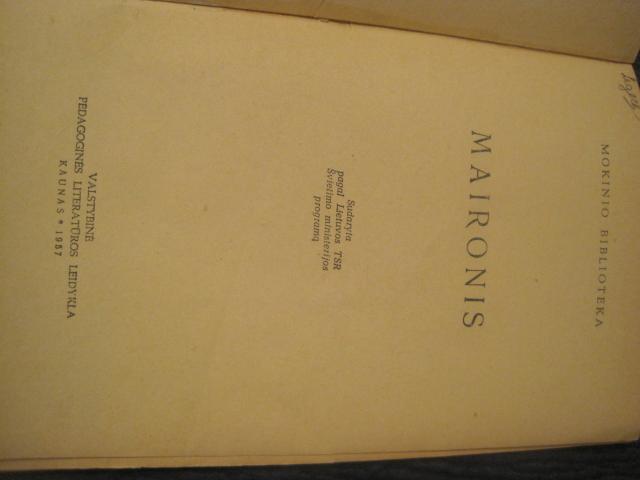 MOKINIO BIBLIOTEKA
MAIRONIS
Sudaryta
pagal Lietuvos TSR
Švietimo ministerijos
programą
VALSTYBINĖ
PEDAGOGINĖS LITERATŪROS LEIDYKLA
KAUNAS * 1957